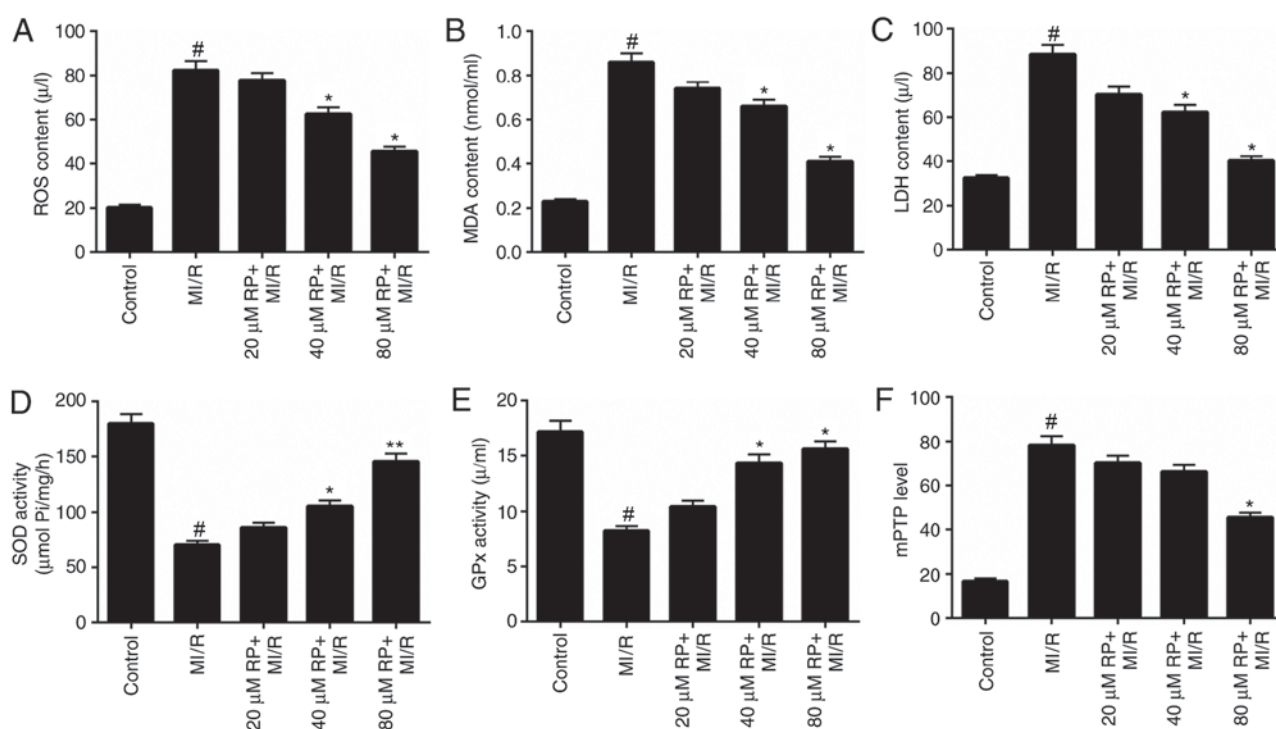 A
ROS content (µ/l)
100
80
60
40
20
0
#
*
*
Control
MI/R
20 µM RP+
MI/R
40 µM RP+
MI/R
80 µM RP+
MI/R
B
MDA content (nmol/ml)
1.0
0.8
0.6
0.4
0.2
0.0
#
*
*
Control
MI/R
20 µM RP+
MI/R
40 µM RP+
MI/R
80 µM RP+
MI/R
C
LDH content (µ/l)
100
80
60
40
20
0
#
*
*
Control
MI/R
20 µM RP+
MI/R
40 µM RP+
MI/R
80 µM RP+
MI/R
D
SOD activity
(µmol Pi/mg/h)
200
150
100
50
0
#
*
**
Control
MI/R
20 µM RP+
MI/R
40 µM RP+
MI/R
80 µM RP+
MI/R
E
GPx activity (µ/ml)
20
15
10
5
0
#
*
*
Control
MI/R
20 µM RP+
MI/R
40 µM RP+
MI/R
80 µM RP+
MI/R
F
mPTP level
100
80
60
40
20
0
#
*
Control
MI/R
20 µM RP+
MI/R
40 µM RP+
MI/R
80 µM RP+
MI/R